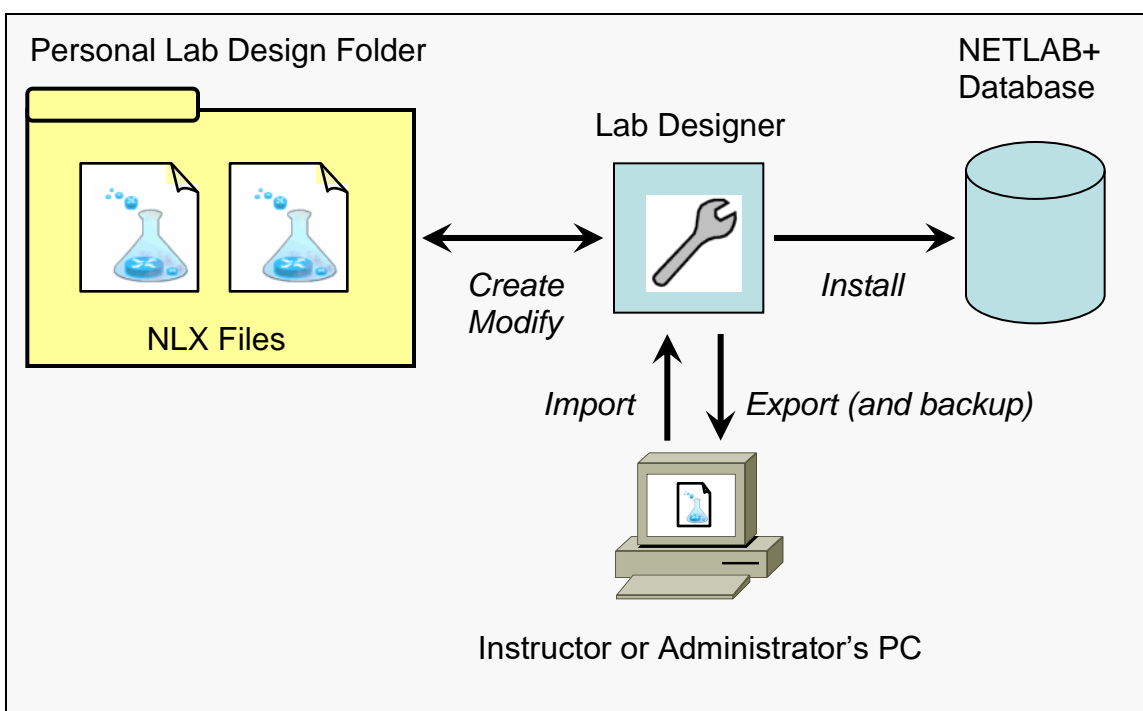 Personal Lab Design Folder
NETLAB+
Database
Lab Designer
Create
Modify
Install
NLX Files
Import
Export (and backup)
Instructor or Administrator’s PC